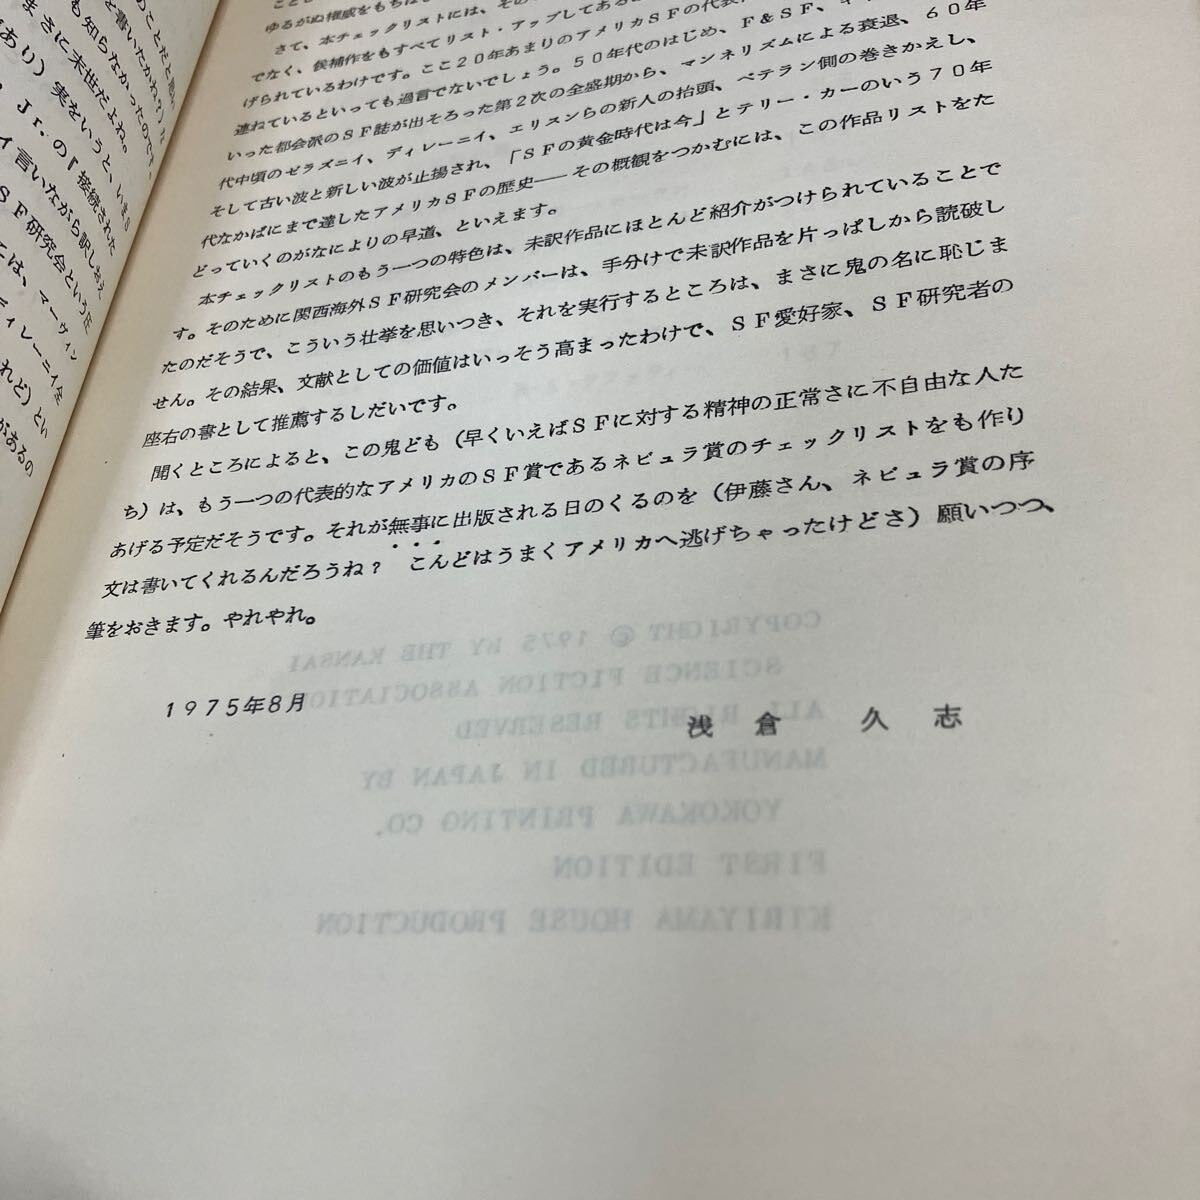 ゆるがぬ権威をもちは
さて、本チェックリストには、その
でなく、候補作をもすべてリスト・アップしてある
げられているわけです。ここ20年あまりのアメリカSFの代表
連ねているといっても過言でないでしょう。50年代のはじめ、F&SF、ギ
いった都会派のSF誌が出そろった第2次の全盛期から、マンネリズムによる衰退、60年
代中頃のゼラズニイ、ディレーニイ、エリスンらの新人の抬頭、ベテラン側の巻きかえし、
そして古い波と新しい波が止揚され、「SFの黄金時代は今」とテリー・カーのいう70年
代なかばにまで達したアメリカSFの歴史――その概観をつかむには、この作品リストをた
どっていくのがなによりの早道、といえます。
本チェックリストのもう一つの特色は、未訳作品にほとんど紹介がつけられていることで
す。そのために関西海外SF研究会のメンバーは、手分けで未訳作品を片っぱしから読破し
たのだそうで、こういう壮挙を思いつき、それを実行するところは、まさに鬼の名に恥じま
せん。その結果、文献としての価値はいっそう高まったわけで、SF愛好家、SF研究者の
座右の書として推薦するしだいです。
聞くところによると、この鬼ども（早くいえばSFに対する精神の正常さに不自由な人た
ち）は、もう一つの代表的なアメリカのSF賞であるネビュラ賞のチェックリストをも作り
あげる予定だそうです。それが無事に出版される日のくるのを（伊藤さん、ネビュラ賞の序
文は書いてくれるんだろうね？　こんどはうまくアメリカへ逃げちゃったけどさ）願いつつ、
筆をおきます。やれやれ。
1975年8月
浅倉　久志
COPYRIGHT © 1975 BY THE KANSAI
SCIENCE FICTION ASSOCIATION
ALL RIGHTS RESERVED
MANUFACTURED IN JAPAN BY
YOKOKAWA PRINTING CO.
FIRST EDITION
KIRIYAMA HOUSE PRODUCTION